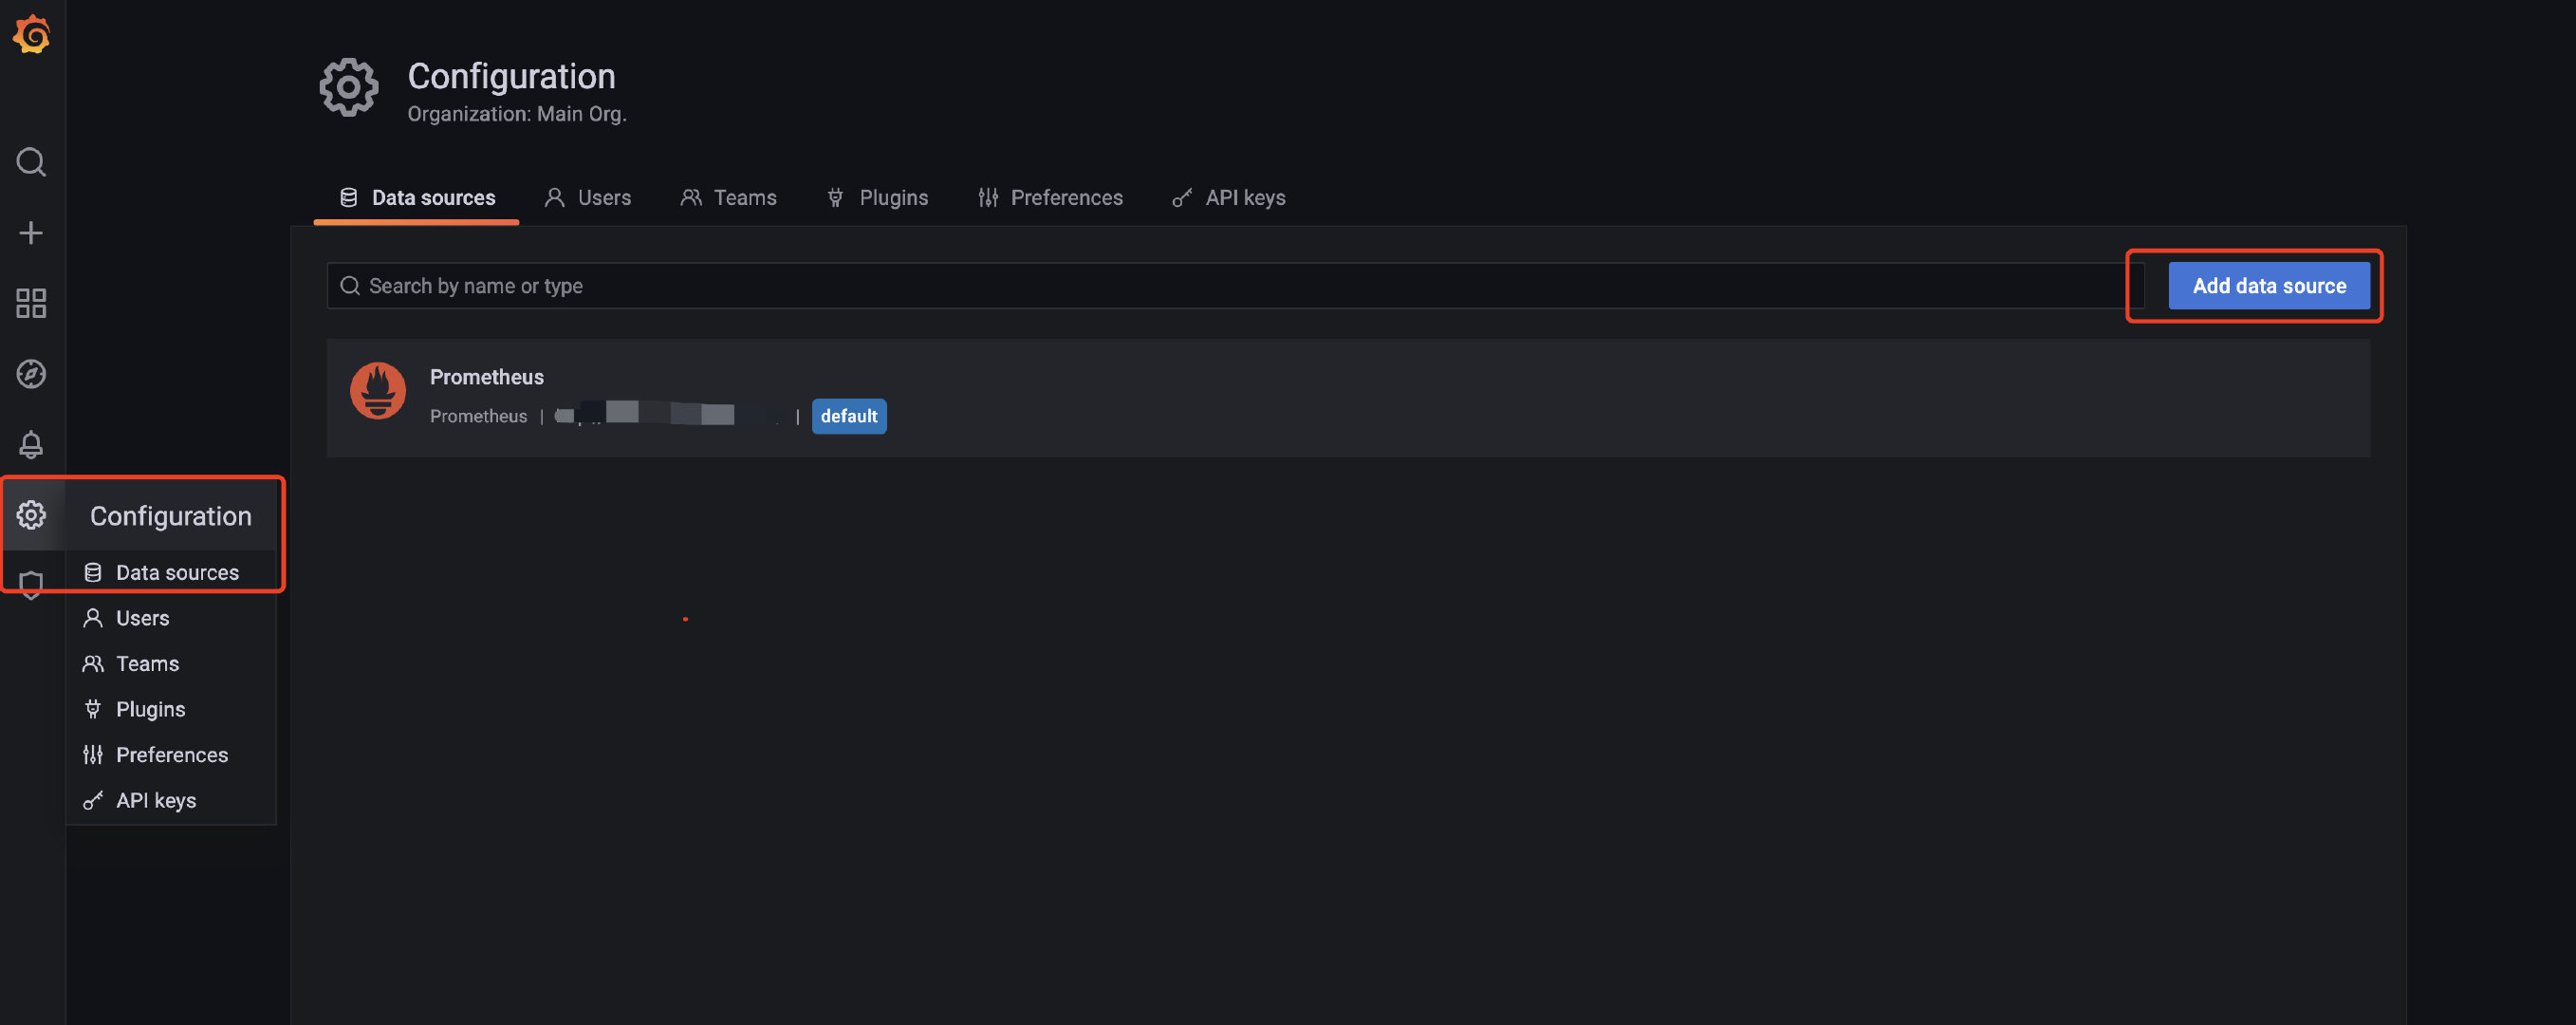 Configuration
Organization: Main Org.
Data sources
Users
Teams
Plugins
Preferences
API keys
Search by name or type
Add data source
Prometheus
Prometheus | | default
Configuration
Data sources
Users
Teams
Plugins
Preferences
API keys